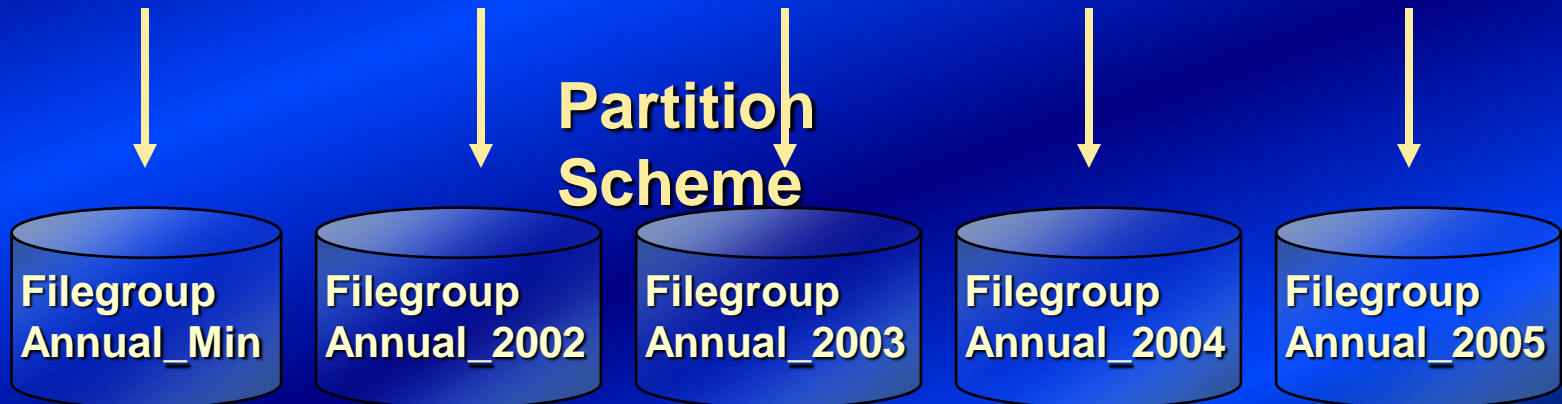 Partition
Scheme
Filegroup
Annual_Min
Filegroup
Annual_2002
Filegroup
Annual_2003
Filegroup
Annual_2004
Filegroup
Annual_2005